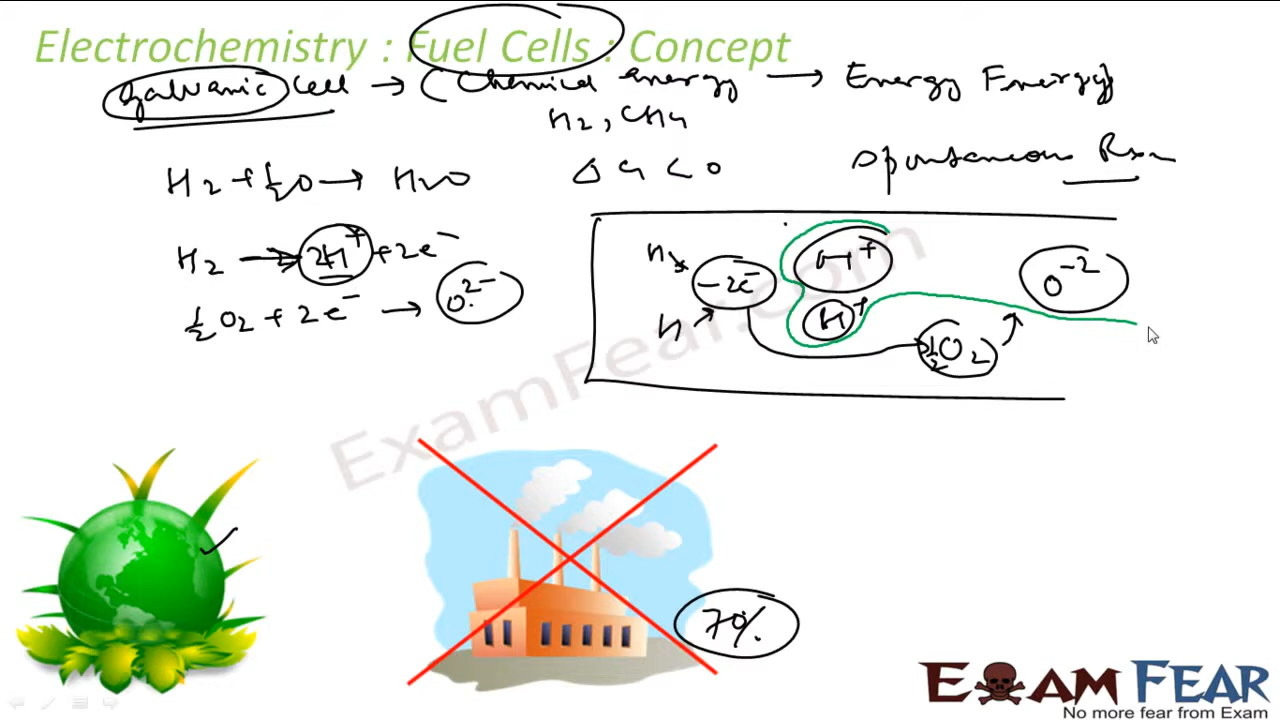 Electrochemistry : Fuel Cells : Concept
Galvanic Cell → (Chemical energy → Energy Energy)
H2, CH4
H2 + ½O → H2O ΔG < 0 Spontaneous Rxn
H2 → 2H⁺ + 2e⁻
½O2 + 2e⁻ → O²⁻
H -2e⁻ H⁺ O⁻²
H H⁺ ½O2
ExamFear.com
70%
EXAM FEAR
No more fear from Exam